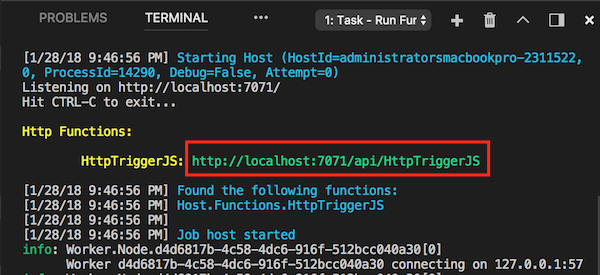 PROBLEMS TERMINAL ... 1: Task - Run Fur
[1/28/18 9:46:56 PM] Starting Host (HostId=administratorsmacbookpro-2311522,
0, ProcessId=14290, Debug=False, Attempt=0)
Listening on http://localhost:7071/
Hit CTRL-C to exit...
Http Functions:
HttpTriggerJS: http://localhost:7071/api/HttpTriggerJS
[1/28/18 9:46:56 PM] Found the following functions:
[1/28/18 9:46:56 PM] Host.Functions.HttpTriggerJS
[1/28/18 9:46:56 PM]
[1/28/18 9:46:56 PM] Job host started
info: Worker.Node.d4d6817b-4c58-4dc6-916f-512bcc040a30[0]
Worker d4d6817b-4c58-4dc6-916f-512bcc040a30 connecting on 127.0.0.1:57